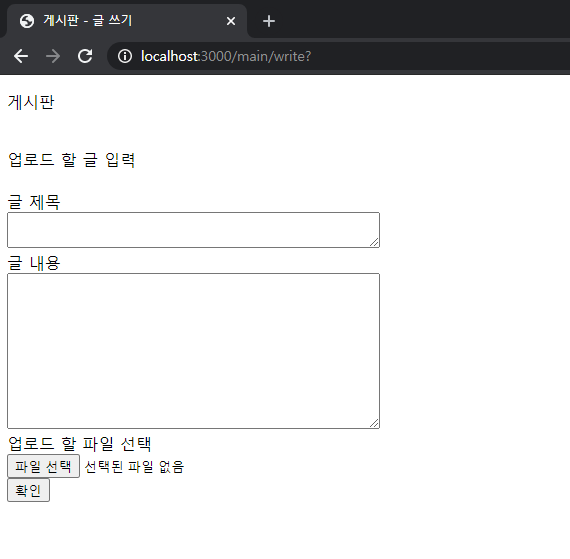 게시판 - 글 쓰기
localhost:3000/main/write?
게시판
업로드 할 글 입력
글 제목
글 내용
업로드 할 파일 선택
파일 선택 선택된 파일 없음
확인